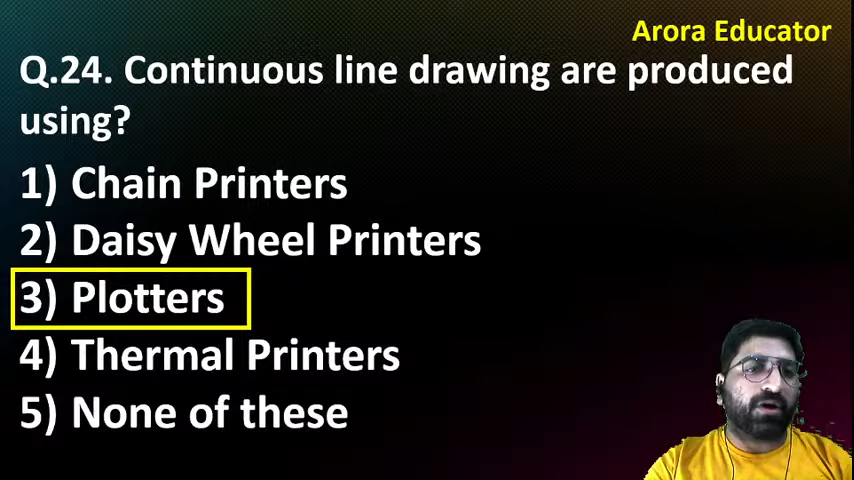 Arora Educator
Q.24. Continuous line drawing are produced
using?
1) Chain Printers
2) Daisy Wheel Printers
3) Plotters
4) Thermal Printers
5) None of these